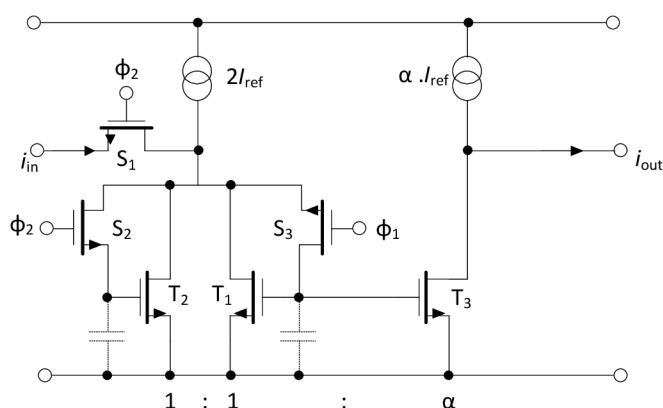 2Iref
α .Iref
ϕ2
iin
S1
iout
ϕ2
S2
S3
ϕ1
T2
T1
T3
1 : 1 : α